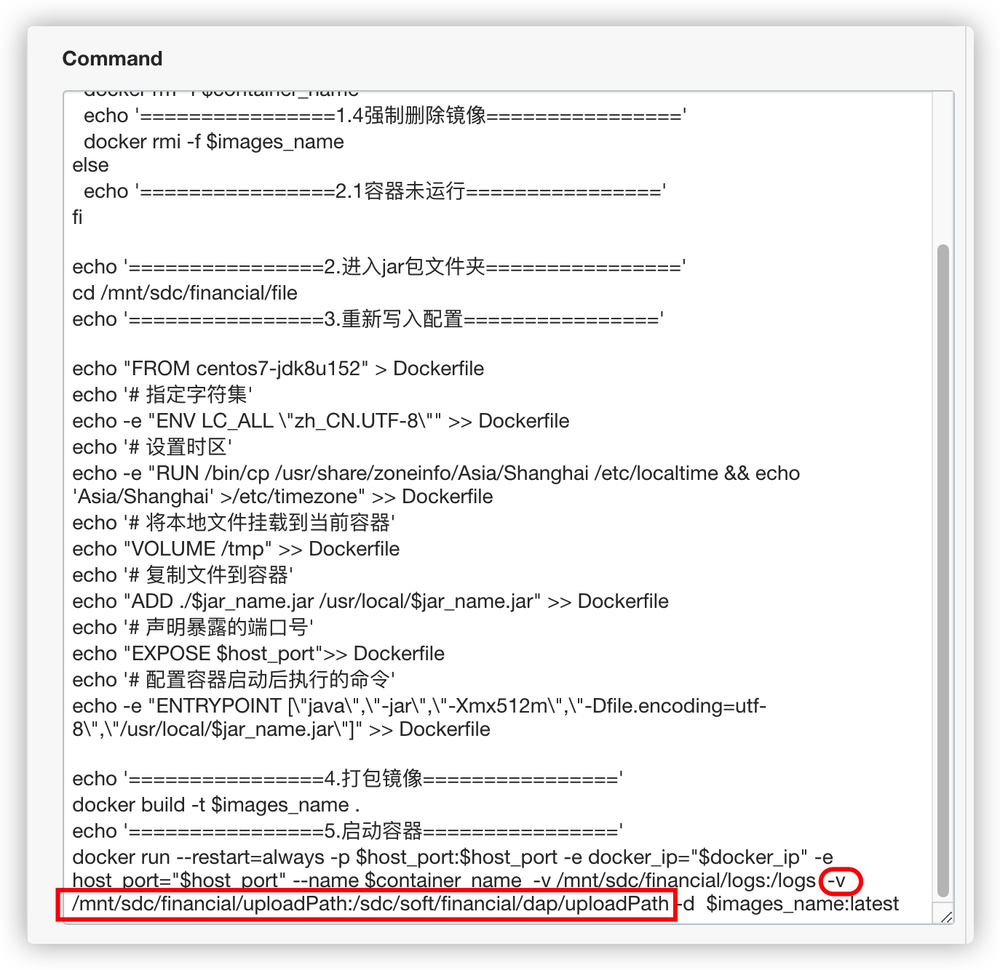 Command
docker rm -f $container_name
echo '================1.4强制删除镜像================'
docker rmi -f $images_name
else
echo '================2.1容器未运行================'
fi
echo '================2.进入jar包文件夹================'
cd /mnt/sdc/financial/file
echo '================3.重新写入配置================'
echo "FROM centos7-jdk8u152" > Dockerfile
echo '# 指定字符集'
echo -e "ENV LC_ALL \"zh_CN.UTF-8\"" >> Dockerfile
echo '# 设置时区'
echo -e "RUN /bin/cp /usr/share/zoneinfo/Asia/Shanghai /etc/localtime && echo
'Asia/Shanghai' >/etc/timezone" >> Dockerfile
echo '# 将本地文件挂载到当前容器'
echo "VOLUME /tmp" >> Dockerfile
echo '# 复制文件到容器'
echo "ADD ./$jar_name.jar /usr/local/$jar_name.jar" >> Dockerfile
echo '# 声明暴露的端口号'
echo "EXPOSE $host_port">> Dockerfile
echo '# 配置容器启动后执行的命令'
echo -e "ENTRYPOINT [\"java\",\"-jar\",\"-Xmx512m\",\"-Dfile.encoding=utf-
8\",\"/usr/local/$jar_name.jar\"]" >> Dockerfile
echo '================4.打包镜像================'
docker build -t $images_name .
echo '================5.启动容器================'
docker run --restart=always -p $host_port:$host_port -e docker_ip="$docker_ip" -e
host_port="$host_port" --name $container_name  -v /mnt/sdc/financial/logs:/logs -v
/mnt/sdc/financial/uploadPath:/sdc/soft/financial/dap/uploadPath -d  $images_name:latest